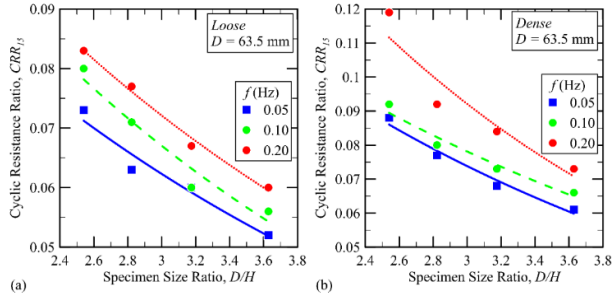 Loose
D = 63.5 mm
f (Hz)
0.05
0.10
0.20
Cyclic Resistance Ratio, CRR15
0.09
0.08
0.07
0.06
0.05
2.4 2.6 2.8 3 3.2 3.4 3.6 3.8
Specimen Size Ratio, D/H
(a)
Dense
D = 63.5 mm
f (Hz)
0.05
0.10
0.20
Cyclic Resistance Ratio, CRR15
0.12
0.11
0.1
0.09
0.08
0.07
0.06
0.05
2.4 2.6 2.8 3 3.2 3.4 3.6 3.8
Specimen Size Ratio, D/H
(b)